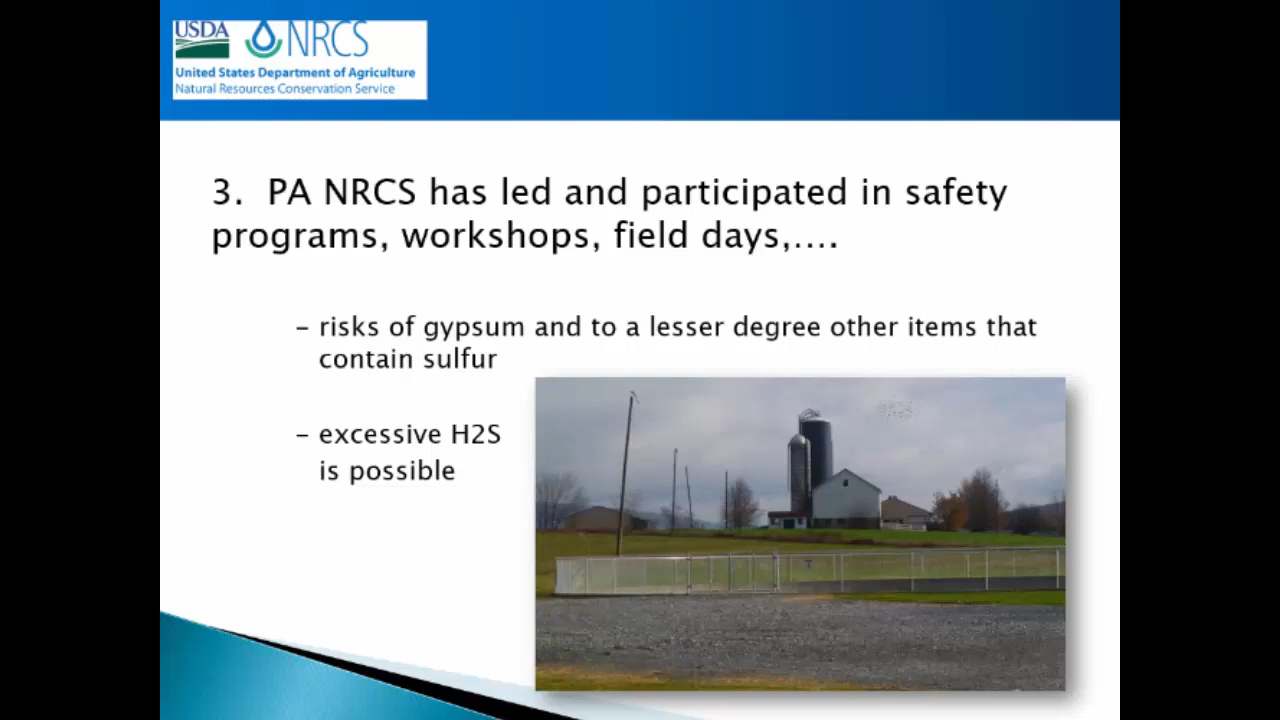 USDA NRCS
United States Department of Agriculture
Natural Resources Conservation Service
3. PA NRCS has led and participated in safety
programs, workshops, field days,....
– risks of gypsum and to a lesser degree other items that
contain sulfur
– excessive H2S
is possible